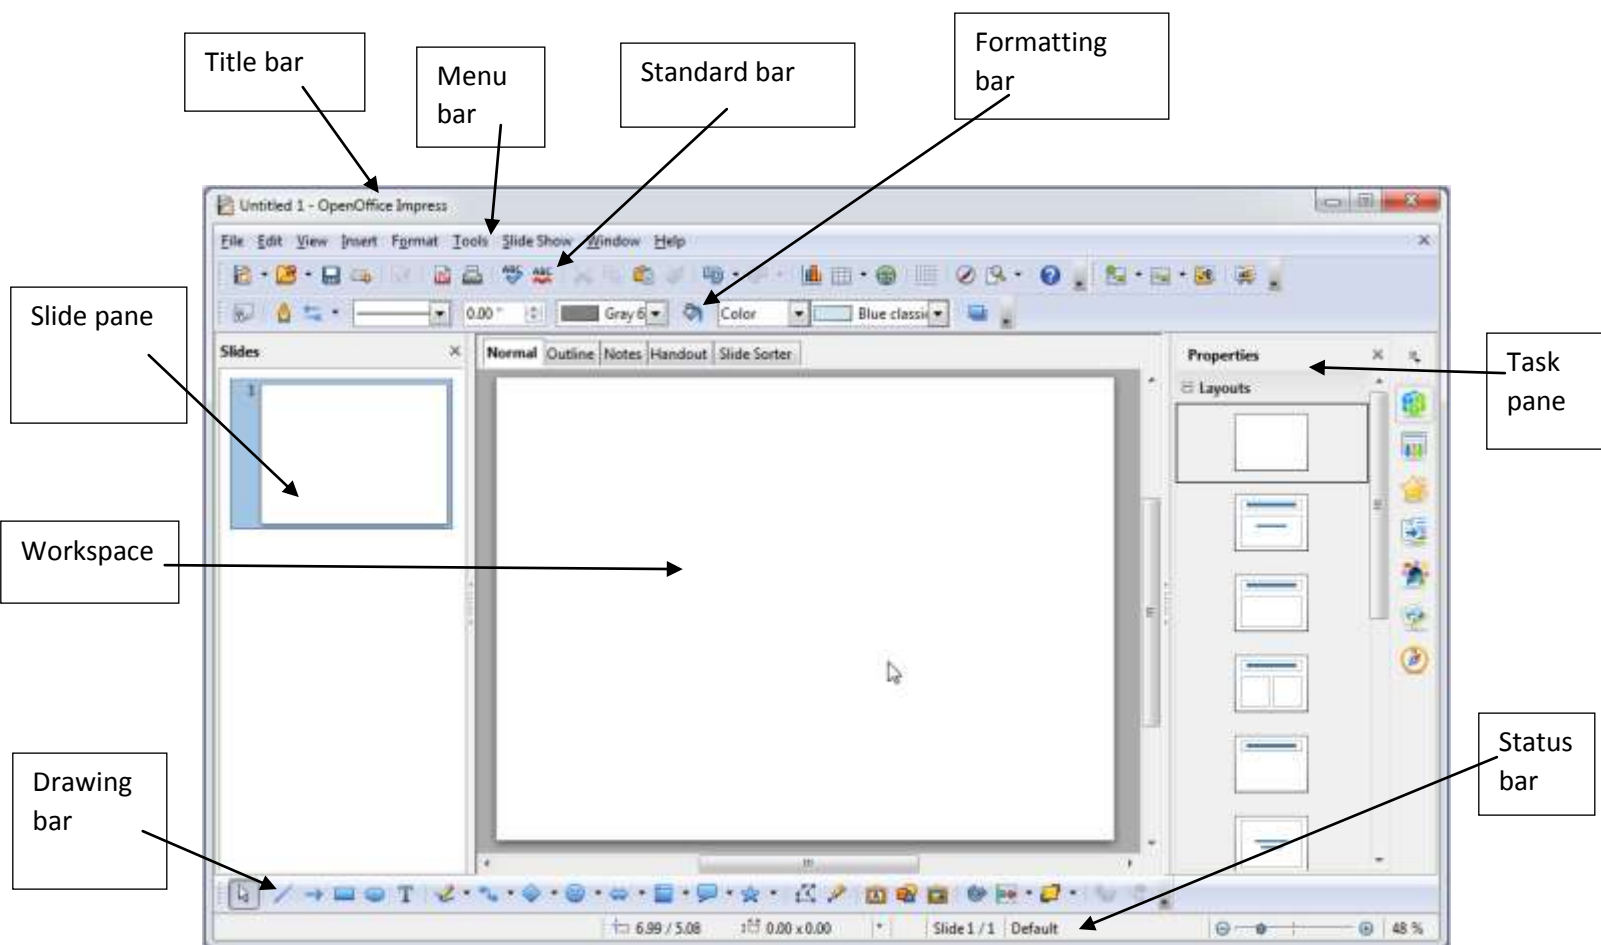 Title bar
Menu
bar
Standard bar
Formatting
bar
Untitled 1 - OpenOffice Impress
File Edit View Insert Format Tools Slide Show Window Help
0.00 " Gray 6 Color Blue classic
Slide pane
Slides
Normal Outline Notes Handout Slide Sorter
Properties
Layouts
Task
pane
1
Workspace
Drawing
bar
Status
bar
6.99 / 5.08 0.00 x 0.00 * Slide 1 / 1 Default 48 %